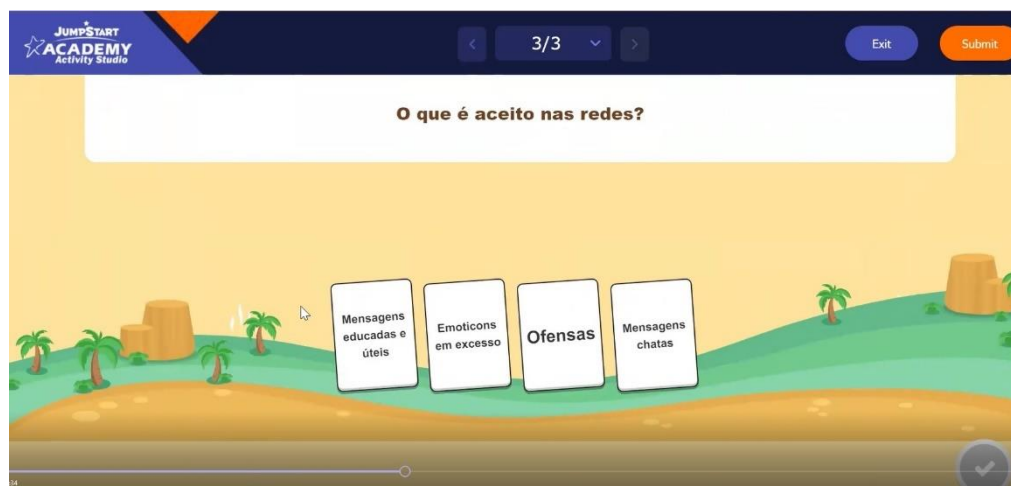 JUMPSTART
ACADEMY
Activity Studio
3/3
Exit
Submit
O que é aceito nas redes?
Mensagens
educadas e
úteis
Emoticons
em excesso
Ofensas
Mensagens
chatas